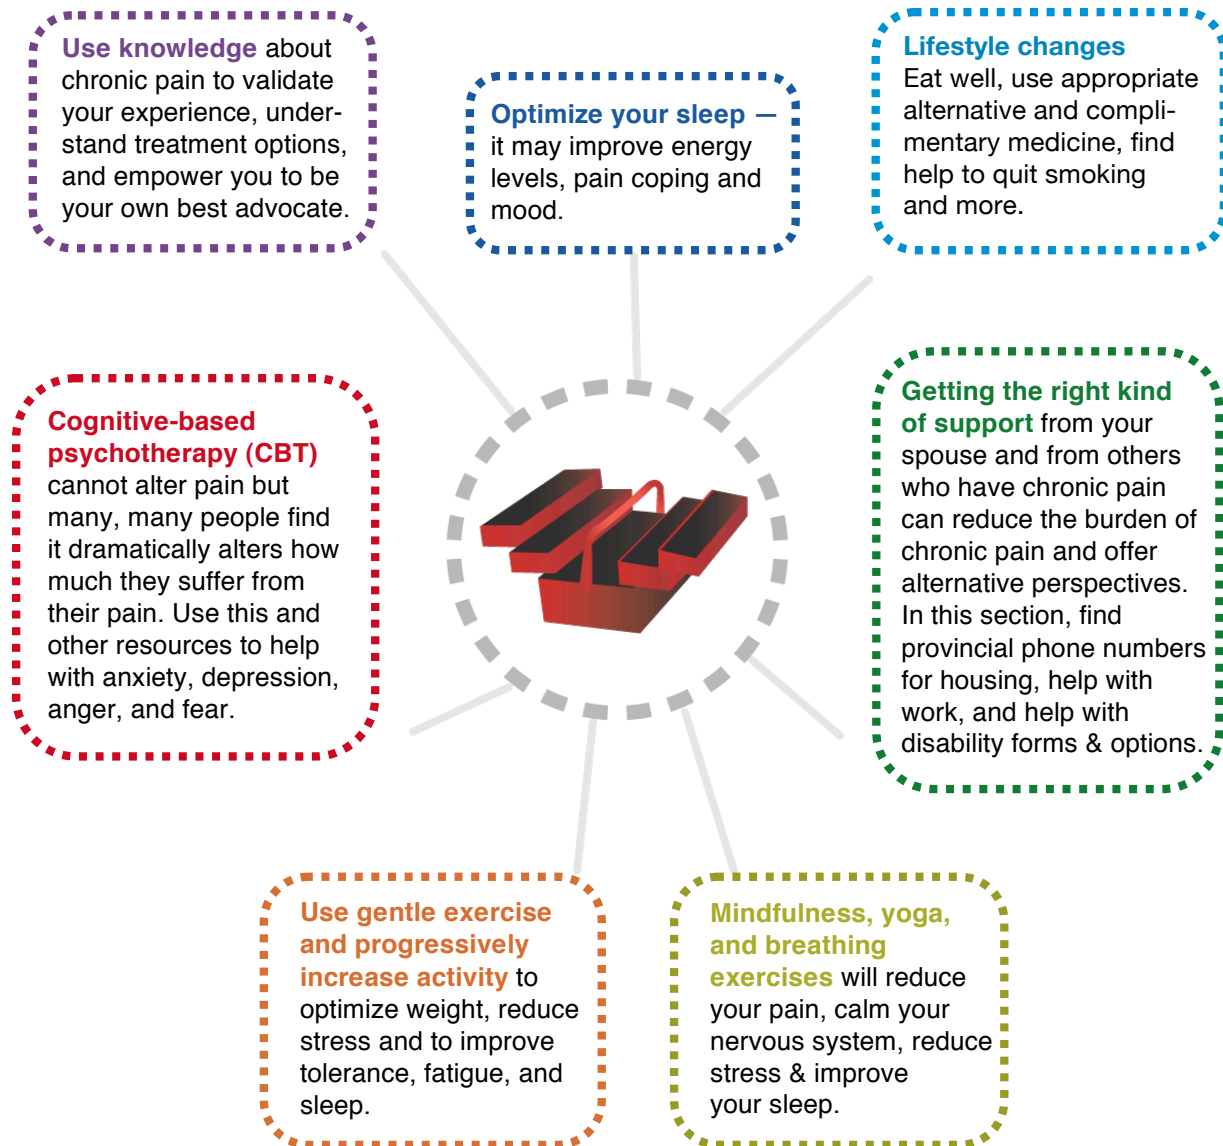 Use knowledge about
chronic pain to validate
your experience, under-
stand treatment options,
and empower you to be
your own best advocate.
Optimize your sleep —
it may improve energy
levels, pain coping and
mood.
Lifestyle changes
Eat well, use appropriate
alternative and compli-
mentary medicine, find
help to quit smoking
and more.
Cognitive-based
psychotherapy (CBT)
cannot alter pain but
many, many people find
it dramatically alters how
much they suffer from
their pain. Use this and
other resources to help
with anxiety, depression,
anger, and fear.
Getting the right kind
of support from your
spouse and from others
who have chronic pain
can reduce the burden of
chronic pain and offer
alternative perspectives.
In this section, find
provincial phone numbers
for housing, help with
work, and help with
disability forms & options.
Use gentle exercise
and progressively
increase activity to
optimize weight, reduce
stress and to improve
tolerance, fatigue, and
sleep.
Mindfulness, yoga,
and breathing
exercises will reduce
your pain, calm your
nervous system, reduce
stress & improve
your sleep.